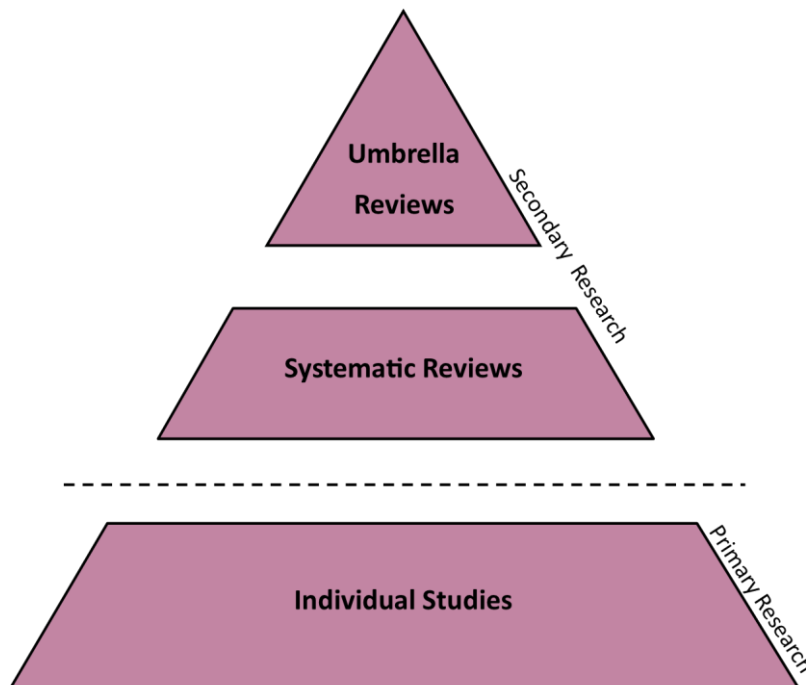 Umbrella
Reviews
Secondary Research
Systematic Reviews
Primary Research
Individual Studies